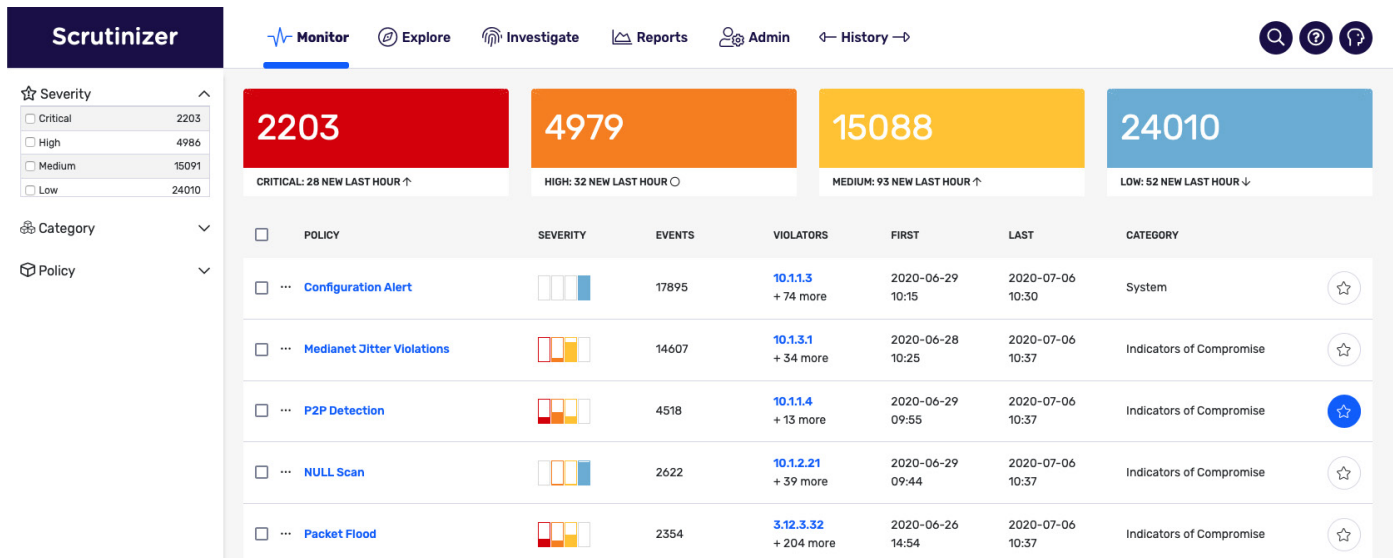 Scrutinizer
Monitor Explore Investigate Reports Admin History
Severity
Critical 2203
High 4986
Medium 15091
Low 24010
Category
Policy
2203 4979 15088 24010
CRITICAL: 28 NEW LAST HOUR ↑ HIGH: 32 NEW LAST HOUR ○ MEDIUM: 93 NEW LAST HOUR ↑ LOW: 52 NEW LAST HOUR ↓
POLICY SEVERITY EVENTS VIOLATORS FIRST LAST CATEGORY
··· Configuration Alert 17895 10.1.1.3 2020-06-29 2020-07-06 System
+ 74 more 10:15 10:30
··· Medianet Jitter Violations 14607 10.1.3.1 2020-06-28 2020-07-06 Indicators of Compromise
+ 34 more 10:25 10:37
··· P2P Detection 4518 10.1.1.4 2020-06-29 2020-07-06 Indicators of Compromise
+ 13 more 09:55 10:37
··· NULL Scan 2622 10.1.2.21 2020-06-29 2020-07-06 Indicators of Compromise
+ 39 more 09:44 10:37
··· Packet Flood 2354 3.12.3.32 2020-06-26 2020-07-06 Indicators of Compromise
+ 204 more 14:54 10:37